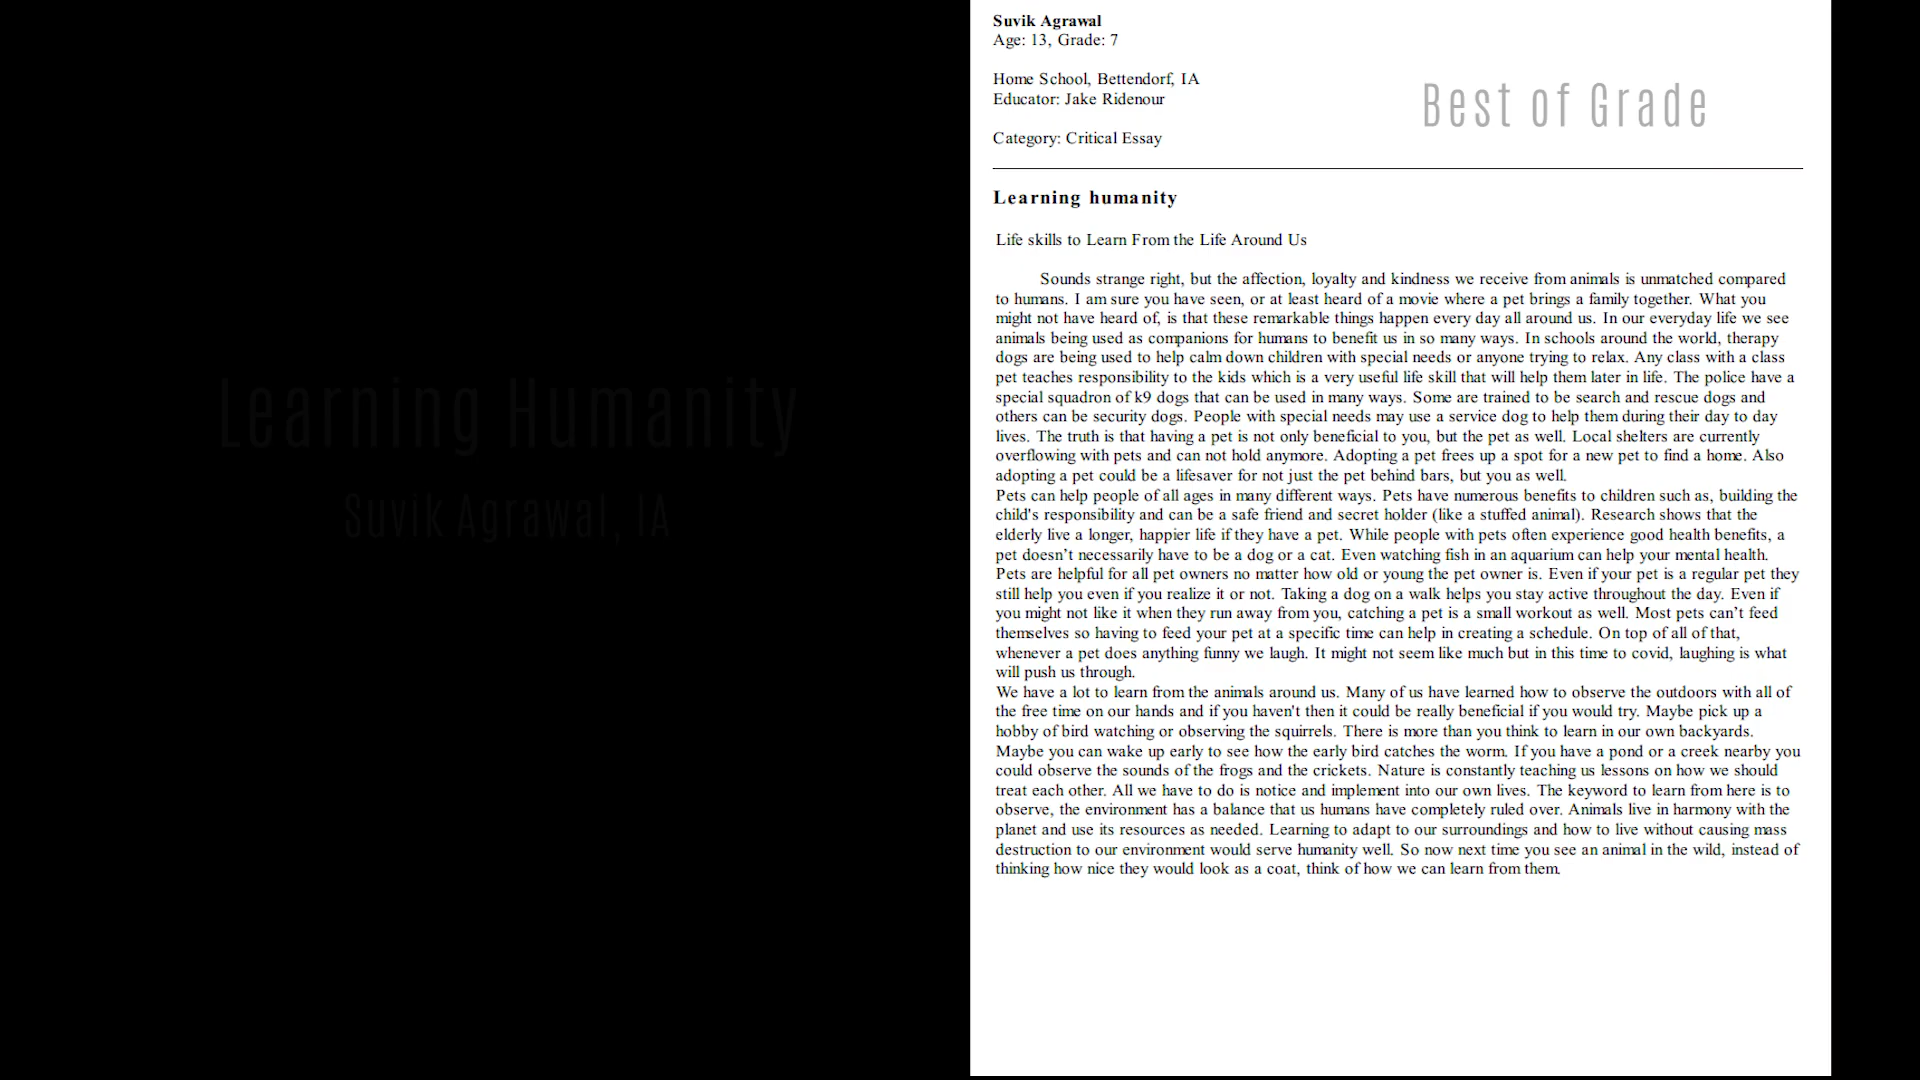 Learning Humanity
Suvik Agrawal, IA
Suvik Agrawal
Age: 13, Grade: 7
Home School, Bettendorf, IA
Educator: Jake Ridenour
Best of Grade
Category: Critical Essay
Learning humanity
Life skills to Learn From the Life Around Us
Sounds strange right, but the affection, loyalty and kindness we receive from animals is unmatched compared
to humans. I am sure you have seen, or at least heard of a movie where a pet brings a family together. What you
might not have heard of, is that these remarkable things happen every day all around us. In our everyday life we see
animals being used as companions for humans to benefit us in so many ways. In schools around the world, therapy
dogs are being used to help calm down children with special needs or anyone trying to relax. Any class with a class
pet teaches responsibility to the kids which is a very useful life skill that will help them later in life. The police have a
special squadron of k9 dogs that can be used in many ways. Some are trained to be search and rescue dogs and
others can be security dogs. People with special needs may use a service dog to help them during their day to day
lives. The truth is that having a pet is not only beneficial to you, but the pet as well. Local shelters are currently
overflowing with pets and can not hold anymore. Adopting a pet frees up a spot for a new pet to find a home. Also
adopting a pet could be a lifesaver for not just the pet behind bars, but you as well.
Pets can help people of all ages in many different ways. Pets have numerous benefits to children such as, building the
child's responsibility and can be a safe friend and secret holder (like a stuffed animal). Research shows that the
elderly live a longer, happier life if they have a pet. While people with pets often experience good health benefits, a
pet doesn’t necessarily have to be a dog or a cat. Even watching fish in an aquarium can help your mental health.
Pets are helpful for all pet owners no matter how old or young the pet owner is. Even if your pet is a regular pet they
still help you even if you realize it or not. Taking a dog on a walk helps you stay active throughout the day. Even if
you might not like it when they run away from you, catching a pet is a small workout as well. Most pets can’t feed
themselves so having to feed your pet at a specific time can help in creating a schedule. On top of all of that,
whenever a pet does anything funny we laugh. It might not seem like much but in this time to covid, laughing is what
will push us through.
We have a lot to learn from the animals around us. Many of us have learned how to observe the outdoors with all of
the free time on our hands and if you haven't then it could be really beneficial if you would try. Maybe pick up a
hobby of bird watching or observing the squirrels. There is more than you think to learn in our own backyards.
Maybe you can wake up early to see how the early bird catches the worm. If you have a pond or a creek nearby you
could observe the sounds of the frogs and the crickets. Nature is constantly teaching us lessons on how we should
treat each other. All we have to do is notice and implement into our own lives. The keyword to learn from here is to
observe, the environment has a balance that us humans have completely ruled over. Animals live in harmony with the
planet and use its resources as needed. Learning to adapt to our surroundings and how to live without causing mass
destruction to our environment would serve humanity well. So now next time you see an animal in the wild, instead of
thinking how nice they would look as a coat, think of how we can learn from them.